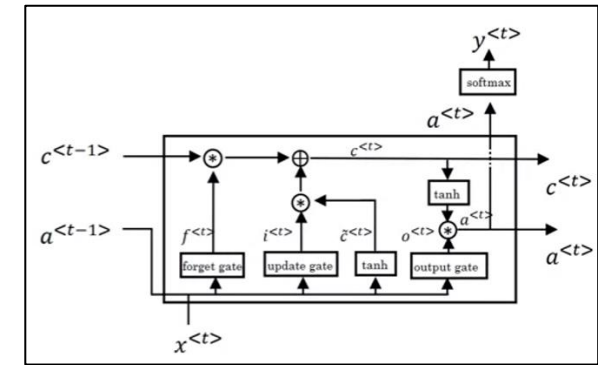 y<t>
softmax
a<t>
c<t-1>
c<t>
c<t>
tanh
a<t-1>
f<t>
i<t>
c̃<t>
o<t>
a<t>
a<t>
forget gate
update gate
tanh
output gate
x<t>